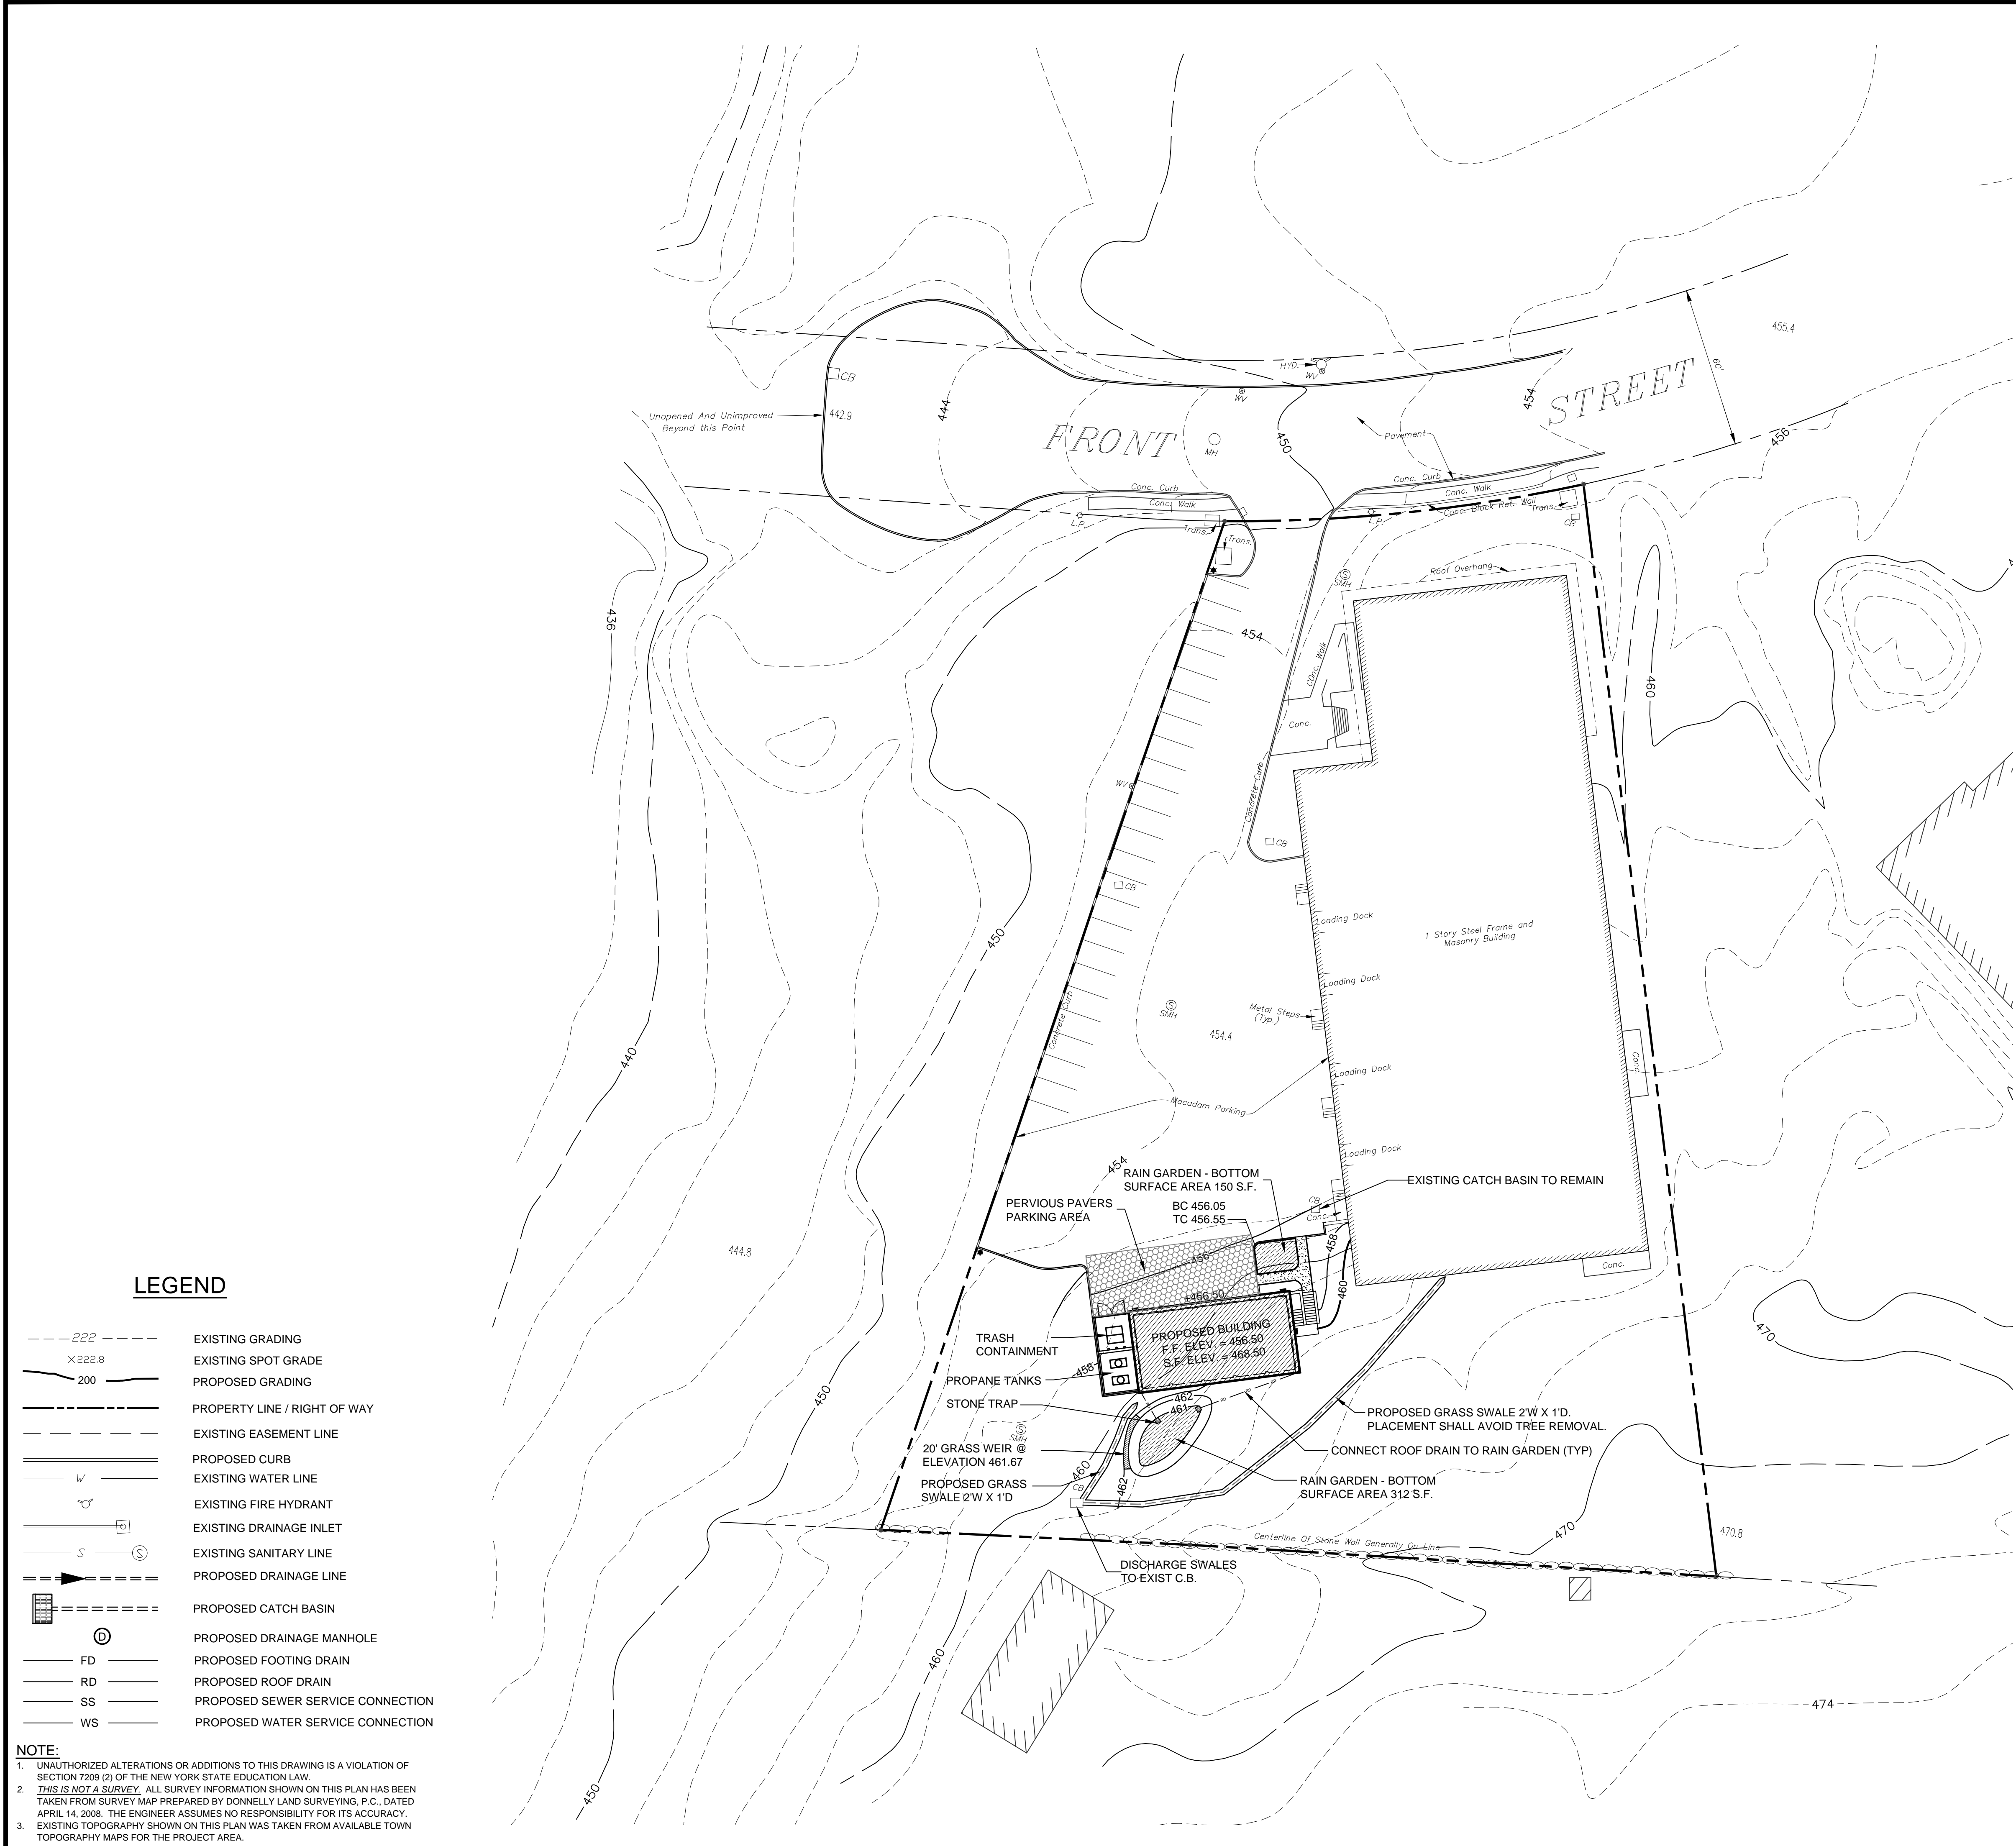 455.4
60'
HYD.
WV
WV
CB
442.9
444
454
STREET
456
Unopened And Unimproved
Beyond this Point
FRONT
MH
450
Pavement
Conc. Curb
Conc. Walk
Conc. Curb
Conc. Walk
Conc. Block Ret. Wall
L.P.
L.P.
Trans.
Trans.
Trans.
CB
Roof Overhang
SMH
436
454
Conc. Walk
460
Conc.
WV
Concrete Curb
CB
CB
Loading Dock
1 Story Steel Frame and
Masonry Building
450
Loading Dock
SMH
Metal Steps
(Typ.)
454.4
Concrete Curb
440
Conc.
Loading Dock
Macadam Parking
Loading Dock
454
RAIN GARDEN - BOTTOM
SURFACE AREA 150 S.F.
EXISTING CATCH BASIN TO REMAIN
PERVIOUS PAVERS
PARKING AREA
BC 456.05
TC 456.55
CB
Conc.
444.8
458
456
Conc.
460
+456.50
470
TRASH
CONTAINMENT
PROPOSED BUILDING
F.F. ELEV. = 456.50
S.F. ELEV. = 468.50
458
PROPANE TANKS
450
462
461
STONE TRAP
PROPOSED GRASS SWALE 2'W X 1'D.
PLACEMENT SHALL AVOID TREE REMOVAL.
SMH
20' GRASS WEIR @
ELEVATION 461.67
CONNECT ROOF DRAIN TO RAIN GARDEN (TYP)
460
PROPOSED GRASS
SWALE 2'W X 1'D
CB
462
RAIN GARDEN - BOTTOM
SURFACE AREA 312 S.F.
470
470.8
Centerline Of Stone Wall Generally On Line
DISCHARGE SWALES
TO EXIST C.B.
460
474
450
LEGEND
222
EXISTING GRADING
×222.8
EXISTING SPOT GRADE
200
PROPOSED GRADING
PROPERTY LINE / RIGHT OF WAY
EXISTING EASEMENT LINE
PROPOSED CURB
W
EXISTING WATER LINE
EXISTING FIRE HYDRANT
EXISTING DRAINAGE INLET
S S
EXISTING SANITARY LINE
PROPOSED DRAINAGE LINE
PROPOSED CATCH BASIN
D
PROPOSED DRAINAGE MANHOLE
FD
PROPOSED FOOTING DRAIN
RD
PROPOSED ROOF DRAIN
SS
PROPOSED SEWER SERVICE CONNECTION
WS
PROPOSED WATER SERVICE CONNECTION
NOTE:
1. UNAUTHORIZED ALTERATIONS OR ADDITIONS TO THIS DRAWING IS A VIOLATION OF
SECTION 7209 (2) OF THE NEW YORK STATE EDUCATION LAW.
2. THIS IS NOT A SURVEY. ALL SURVEY INFORMATION SHOWN ON THIS PLAN HAS BEEN
TAKEN FROM SURVEY MAP PREPARED BY DONNELLY LAND SURVEYING, P.C., DATED
APRIL 14, 2008. THE ENGINEER ASSUMES NO RESPONSIBILITY FOR ITS ACCURACY.
3. EXISTING TOPOGRAPHY SHOWN ON THIS PLAN WAS TAKEN FROM AVAILABLE TOWN
TOPOGRAPHY MAPS FOR THE PROJECT AREA.